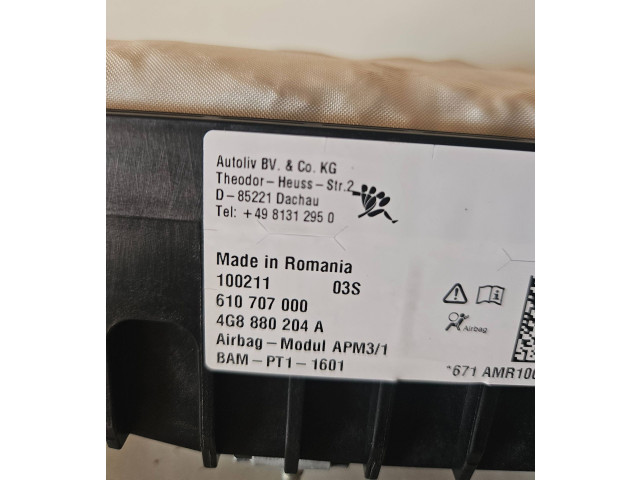 Autoliv BV. & Co. KG
Theodor-Heuss-Str.2
D-85221 Dachau
Tel: +49 8131 295 0
Made in Romania
100211 03S
610 707 000
4G8 880 204 A
Airbag-Modul APM3/1
BAM-PT1-1601
Airbag
*671 AMR100